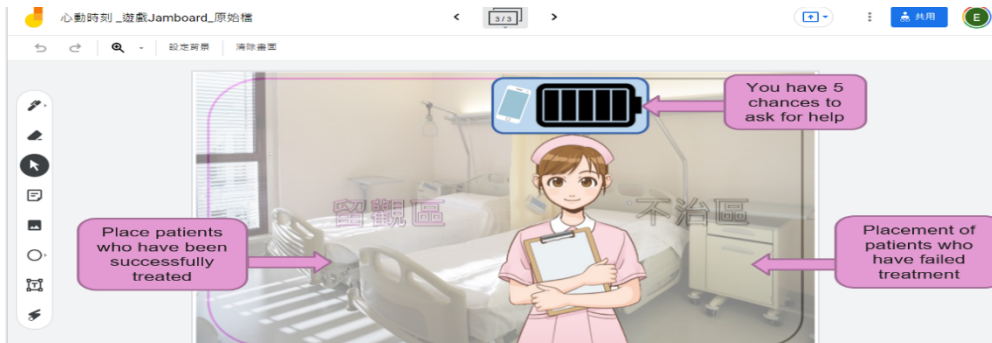 心動時刻_遊戲Jamboard_原始檔
3 / 3
共用
E
設定背景
清除畫面
You have 5
chances to
ask for help
留觀區
不治區
Place patients
who have been
successfully
treated
Placement of
patients who
have failed
treatment